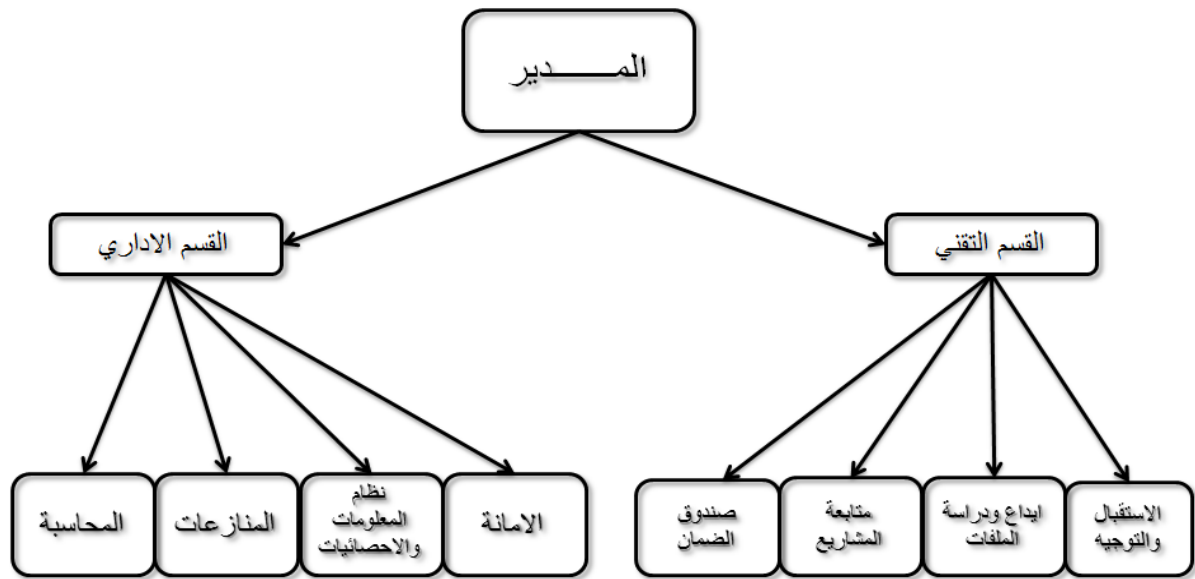 المـــــدير
القسم التقني
القسم الاداري
الاستقبال
والتوجيه
ايداع ودراسة
الملفات
متابعة
المشاريع
صندوق
الضمان
الامانة
نظام
المعلومات
والاحصائيات
المنازعات
المحاسبة